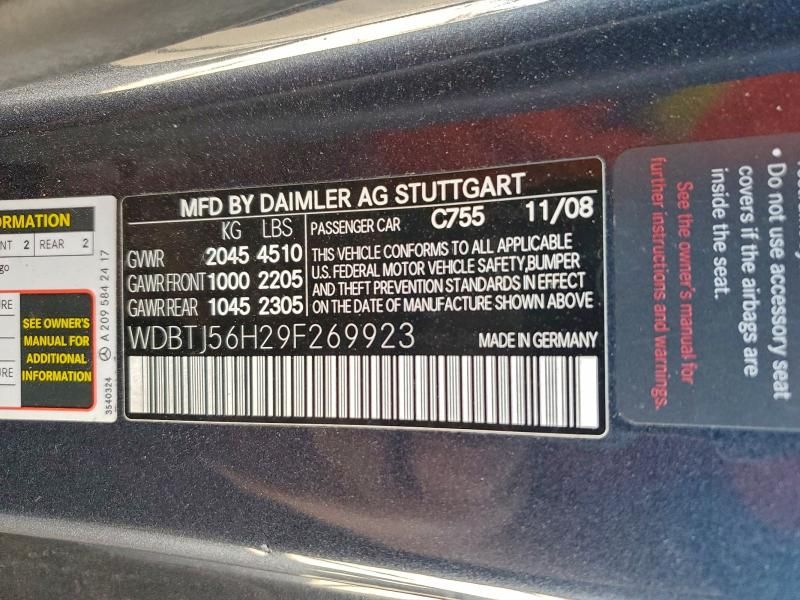 MFD BY DAIMLER AG STUTTGART
KG LBS
GVWR 2045 4510
GAWR FRONT 1000 2205
GAWR REAR 1045 2305
PASSENGER CAR C755 11/08
THIS VEHICLE CONFORMS TO ALL APPLICABLE
U.S. FEDERAL MOTOR VEHICLE SAFETY,BUMPER
AND THEFT PREVENTION STANDARDS IN EFFECT
ON THE DATE OF MANUFACTURE SHOWN ABOVE
WDBTJ56H29F269923
MADE IN GERMANY
2 REAR 2
SEE OWNER'S
MANUAL FOR
ADDITIONAL
INFORMATION
A 209 584 24 17
3540324
• Do not use accessory seat
covers if the airbags are
inside the seat.
See the owner's manual for
further instructions and warnings.